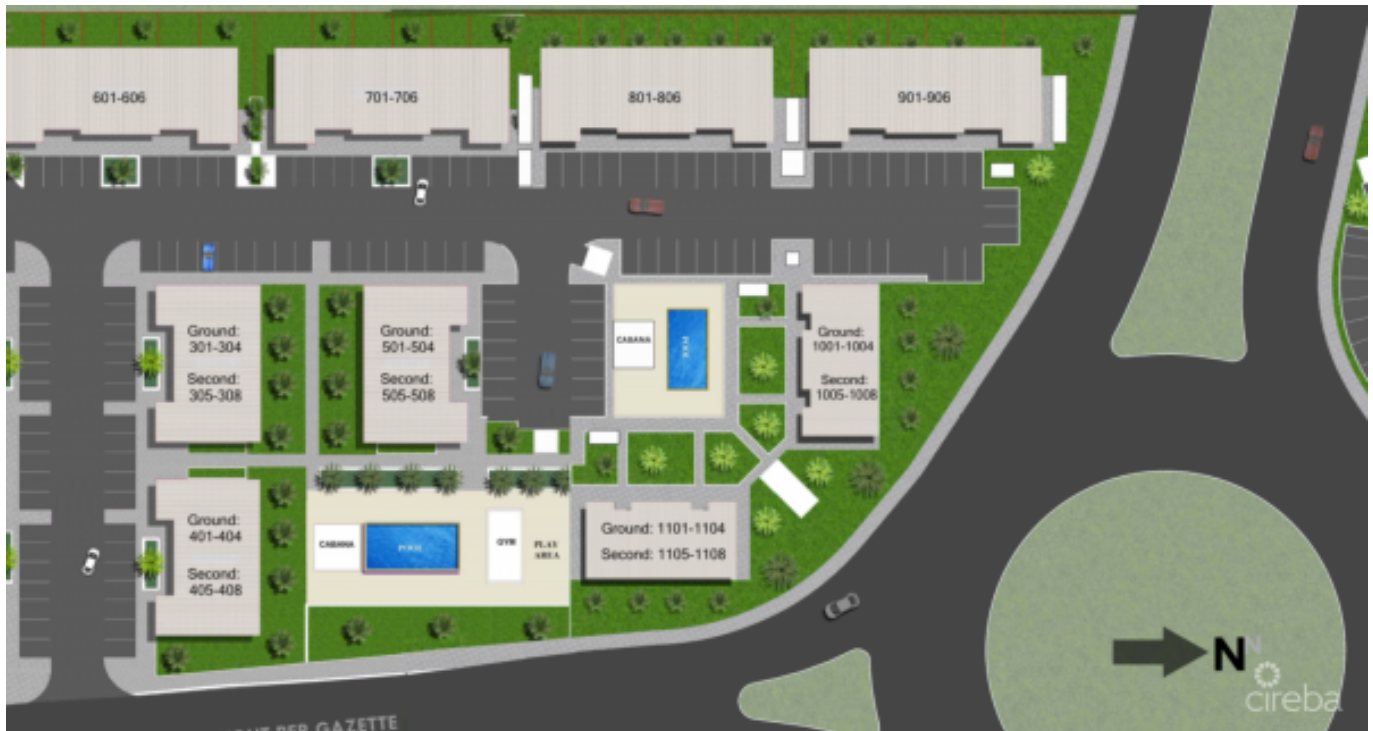 601-606
701-706
801-806
901-906
Ground:
301-304
Second:
305-308
Ground:
501-504
Second:
505-508
CABANA
POOL
Ground:
1001-1004
Second:
1005-1008
Ground:
401-404
Second:
405-408
CABANA
POOL
GYM
PLAY
AREA
Ground: 1101-1104
Second: 1105-1108
N
N
cireba
PER GAZETTE